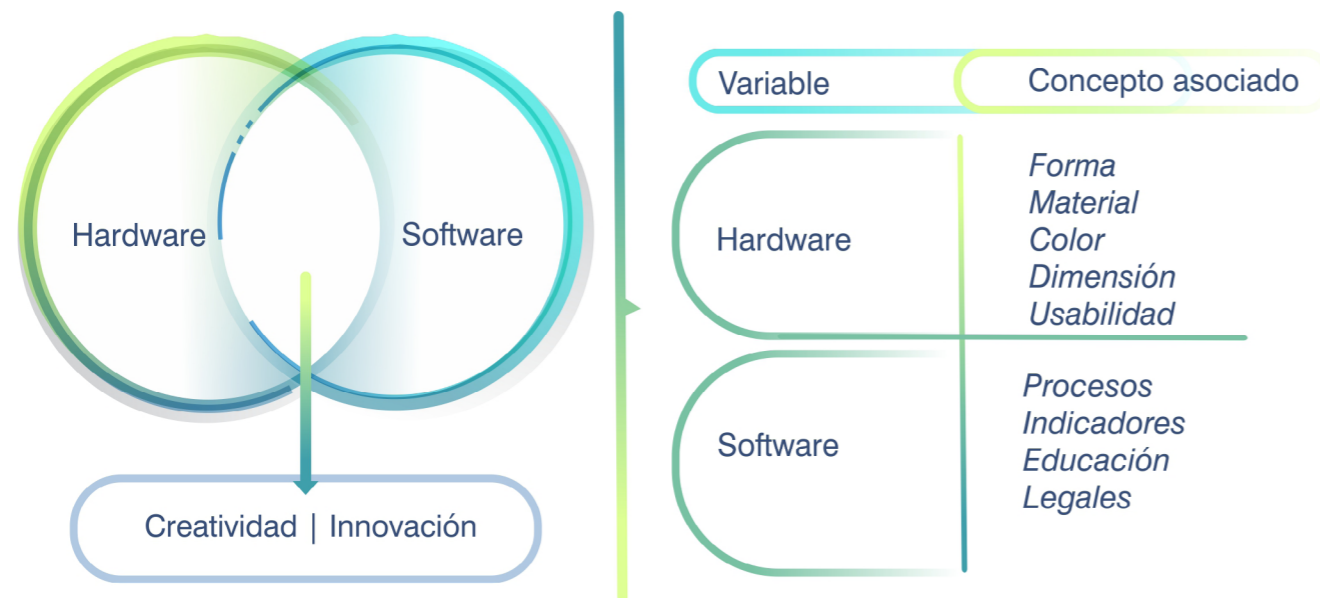 Hardware
Software
Creatividad | Innovación
Variable
Concepto asociado
Hardware
Forma
Material
Color
Dimensión
Usabilidad
Software
Procesos
Indicadores
Educación
Legales